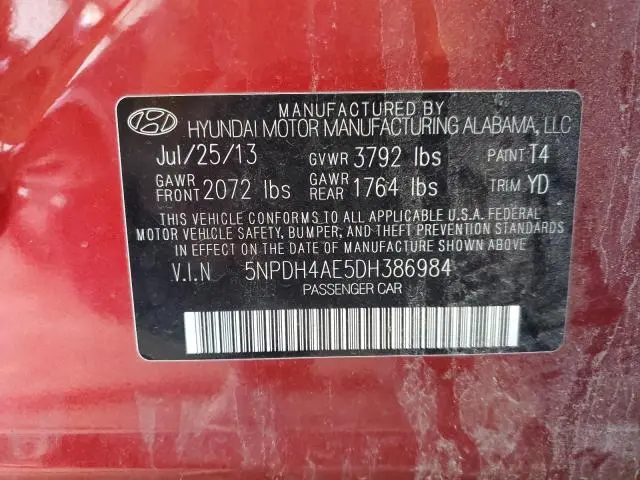 MANUFACTURED BY
HYUNDAI MOTOR MANUFACTURING ALABAMA, LLC
Jul/25/13 GVWR 3792 lbs PAINT T4
GAWR FRONT 2072 lbs GAWR REAR 1764 lbs TRIM YD
THIS VEHICLE CONFORMS TO ALL APPLICABLE U.S.A. FEDERAL
MOTOR VEHICLE SAFETY, BUMPER, AND THEFT PREVENTION STANDARDS
IN EFFECT ON THE DATE OF MANUFACTURE SHOWN ABOVE.
V.I.N 5NPDH4AE5DH386984
PASSENGER CAR